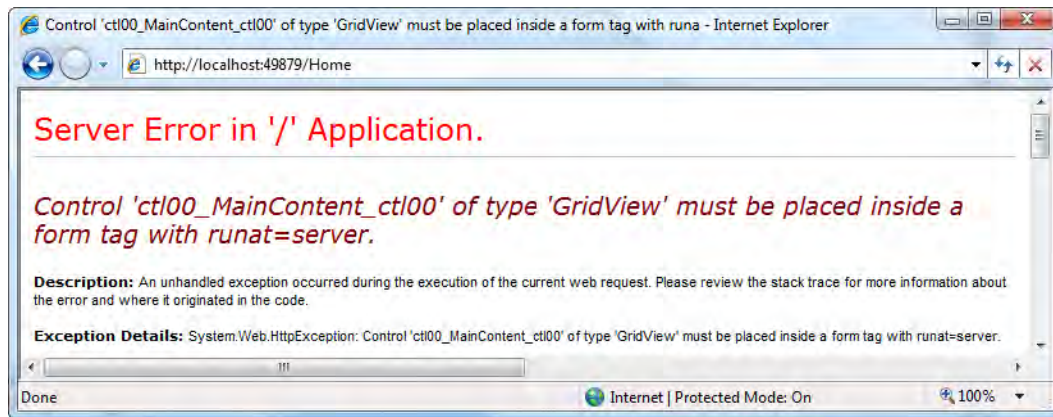 Control 'ctl00_MainContent_ctl00' of type 'GridView' must be placed inside a form tag with runa - Internet Explorer
http://localhost:49879/Home
Server Error in '/' Application.
Control 'ctl00_MainContent_ctl00' of type 'GridView' must be placed inside a
form tag with runat=server.
Description: An unhandled exception occurred during the execution of the current web request. Please review the stack trace for more information about
the error and where it originated in the code.
Exception Details: System.Web.HttpException: Control 'ctl00_MainContent_ctl00' of type 'GridView' must be placed inside a form tag with runat=server.
Done Internet | Protected Mode: On 100%